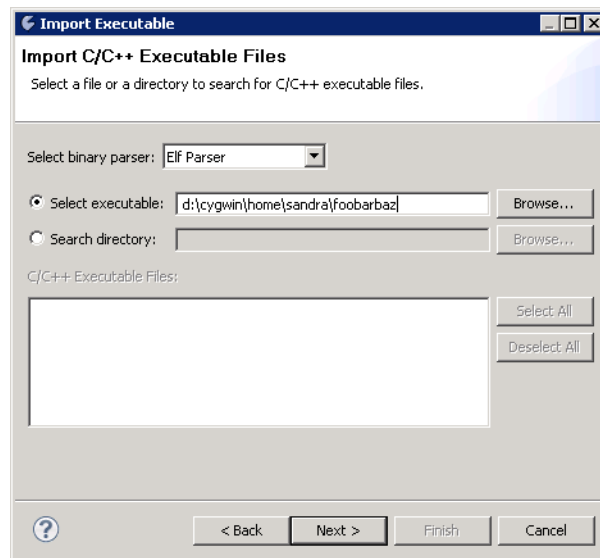 Import Executable
Import C/C++ Executable Files
Select a file or a directory to search for C/C++ executable files.
Select binary parser: Elf Parser
Select executable: d:\cygwin\home\sandra\foobarbaz Browse...
Search directory: Browse...
C/C++ Executable Files:
Select All
Deselect All
? < Back Next > Finish Cancel